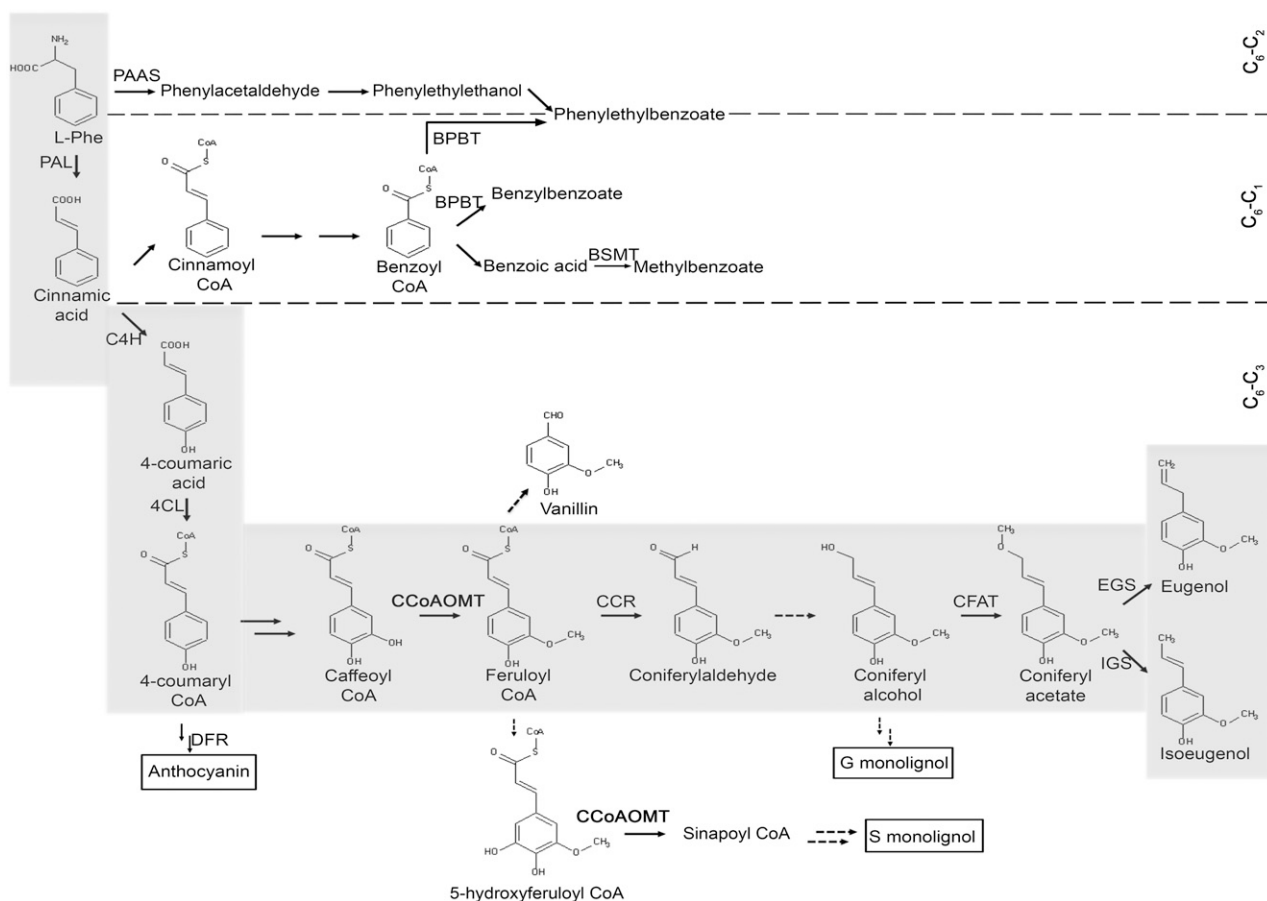 NH₂
HOOC
L-Phe
PAAS
Phenylacetaldehyde
Phenylethylethanol
Phenylethylbenzoate
C₆-C₂
PAL
COOH
Cinnamic
acid
CoA
S
O
Cinnamoyl
CoA
CoA
S
O
Benzoyl
CoA
BPBT
BPBT
Benzylbenzoate
Benzoic acid
BSMT
Methylbenzoate
C₆-C₁
C4H
COOH
OH
4-coumaric
acid
C₆-C₃
4CL
CHO
O
CH₃
OH
Vanillin
CoA
S
O
OH
4-coumaryl
CoA
CoA
S
O
OH
OH
Caffeoyl
CoA
CCoAOMT
CoA
S
O
O
CH₃
OH
Feruloyl
CoA
CCR
O
H
O
CH₃
OH
Coniferylaldehyde
HO
O
CH₃
OH
Coniferyl
alcohol
CFAT
CH₃
O
O
CH₃
OH
Coniferyl
acetate
EGS
CH₂
O
CH₃
OH
Eugenol
IGS
CH₃
O
CH₃
OH
Isoeugenol
DFR
Anthocyanin
G monolignol
CoA
S
O
HO
O
CH₃
OH
5-hydroxyferuloyl CoA
CCoAOMT
Sinapoyl CoA
S monolignol